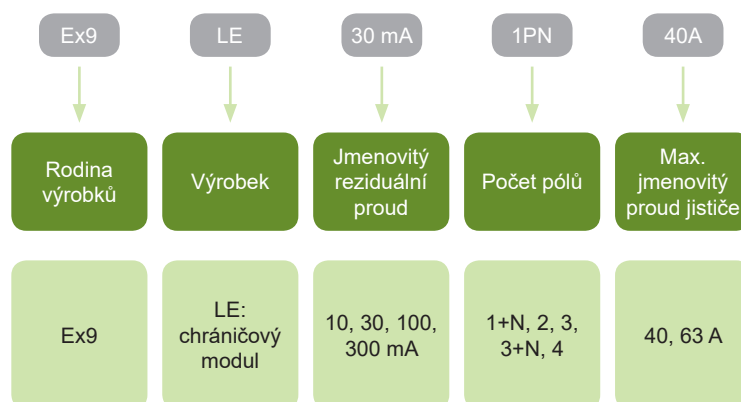 Ex9
LE
30 mA
1PN
40A
Rodina
výrobků
Výrobek
Jmenovitý
reziduální
proud
Počet pólů
Max.
jmenovitý
proud jističe
Ex9
LE:
chráničový
modul
10, 30, 100,
300 mA
1+N, 2, 3,
3+N, 4
40, 63 A